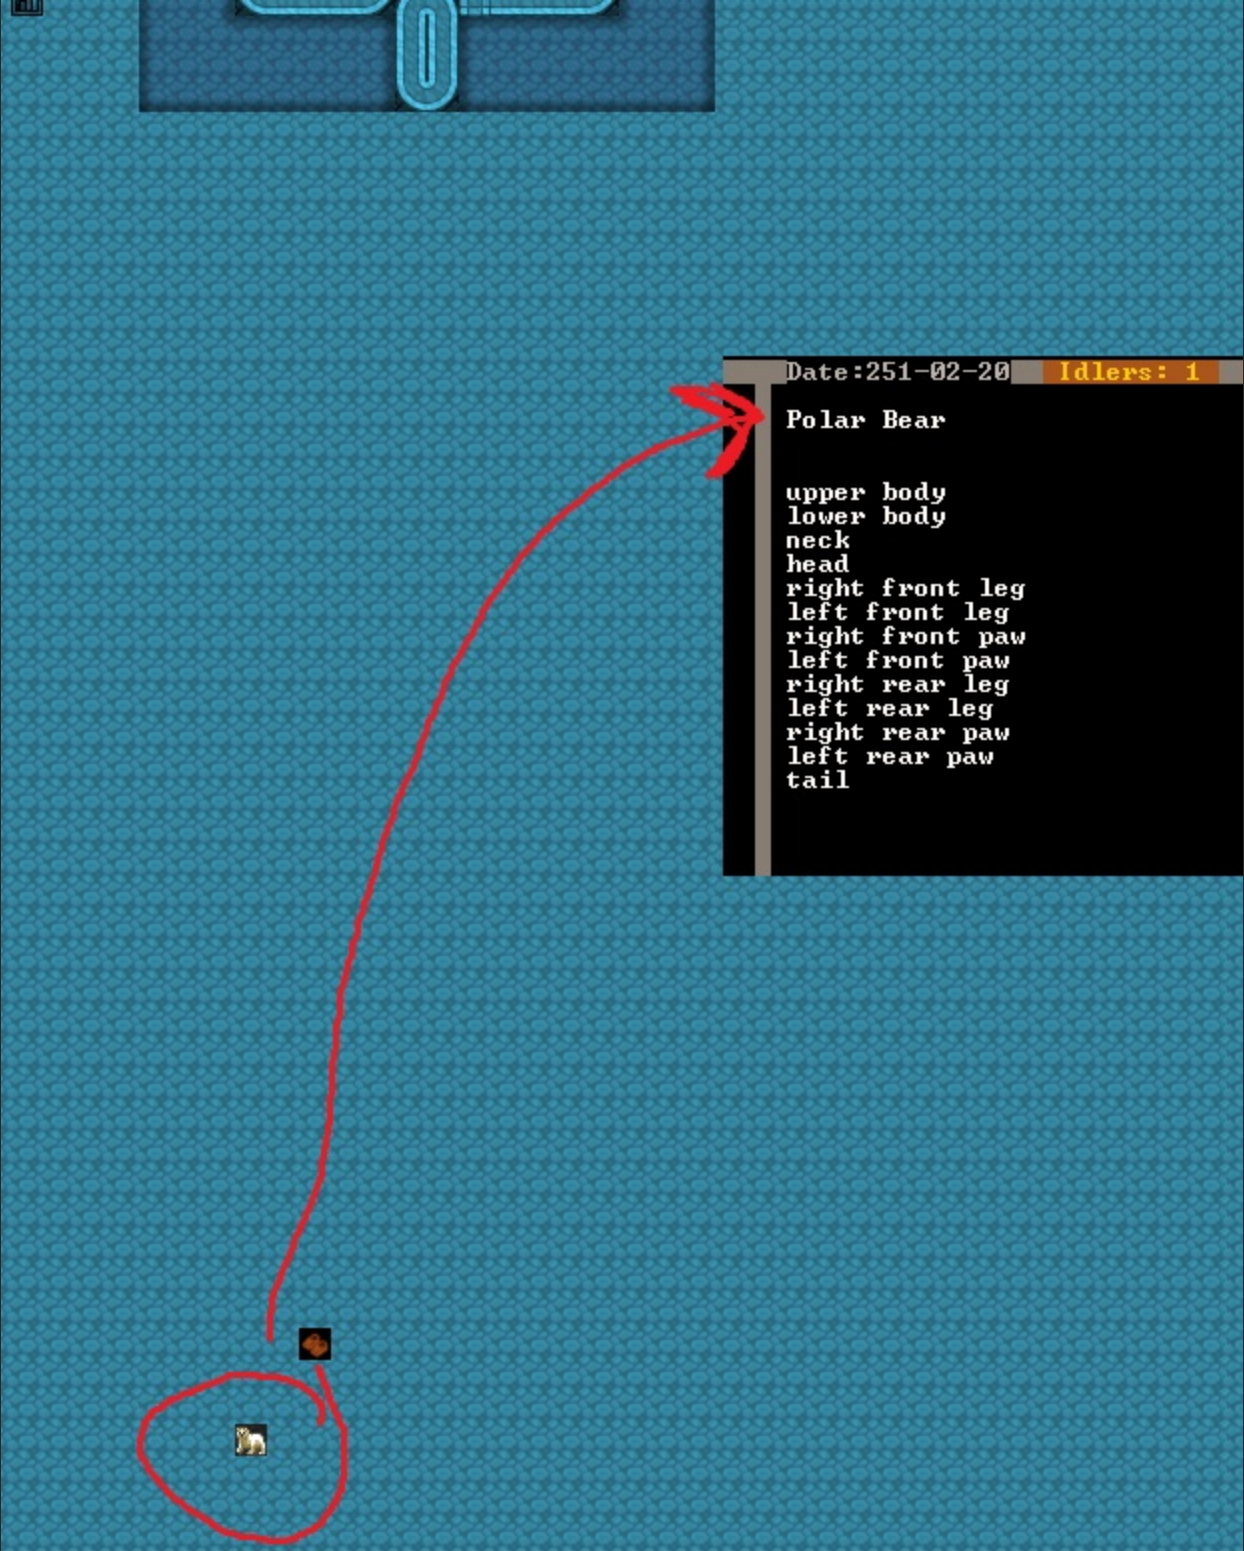 Date:251-02-20 Idlers: 1
Polar Bear
upper body
lower body
neck
head
right front leg
left front leg
right front paw
left front paw
right rear leg
left rear leg
right rear paw
left rear paw
tail